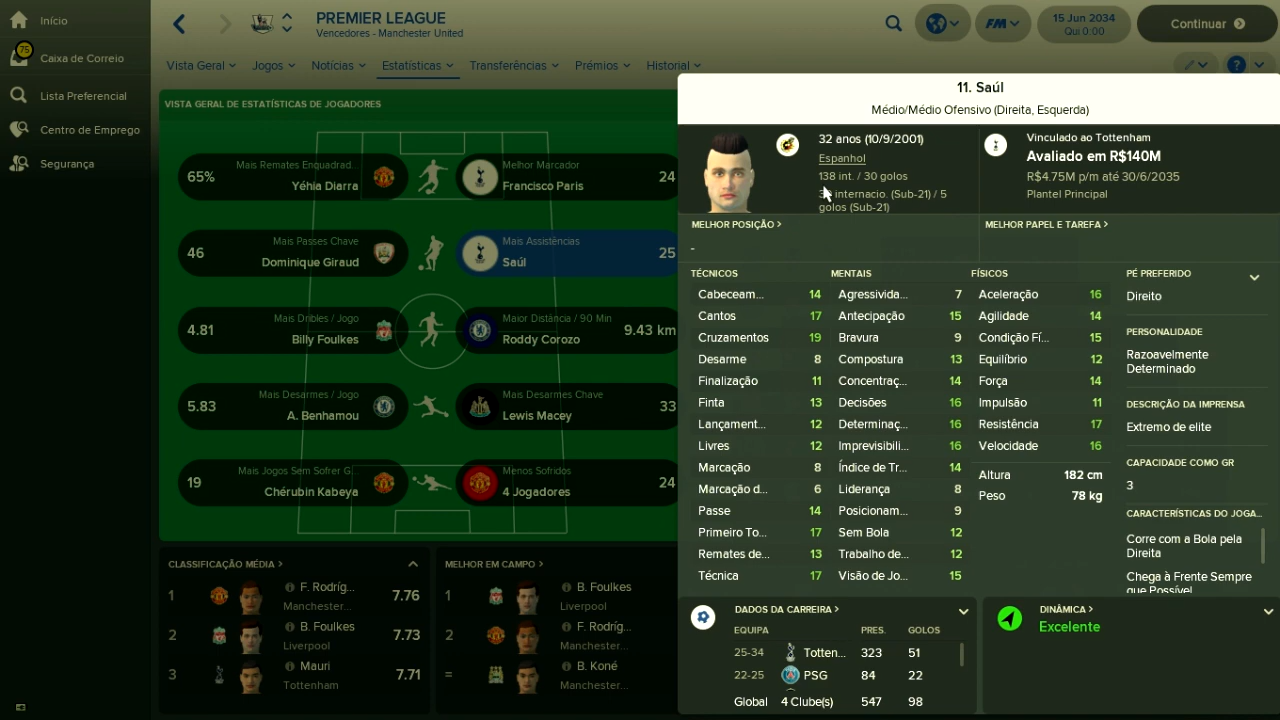 Início
75
Caixa de Correio
Lista Preferencial
Centro de Emprego
Segurança
PREMIER LEAGUE
Vencedores - Manchester United
FM
15 Jun 2034
Qui 0:00
Continuar
Vista Geral
Jogos
Notícias
Estatísticas
Transferências
Prémios
Historial
?
VISTA GERAL DE ESTATÍSTICAS DE JOGADORES
65%
Mais Remates Enquadrad...
Yéhia Diarra
Melhor Marcador
Francisco Paris
24
46
Mais Passes Chave
Dominique Giraud
Mais Assistências
Saúl
25
4.81
Mais Dribles / Jogo
Billy Foulkes
Maior Distância / 90 Min
Roddy Corozo
9.43 km
5.83
Mais Desarmes / Jogo
A. Benhamou
Mais Desarmes Chave
Lewis Macey
33
19
Mais Jogos Sem Sofrer G...
Chérubin Kabeya
Menos Sofridos
4 Jogadores
24
CLASSIFICAÇÃO MÉDIA >
1 F. Rodríg... 7.76
Manchester...
2 B. Foulkes 7.73
Liverpool
3 Mauri 7.71
Tottenham
MELHOR EM CAMPO >
1 B. Foulkes
Liverpool
2 F. Rodríg...
Manchester...
= B. Koné
Manchester...
11. Saúl
Médio/Médio Ofensivo (Direita, Esquerda)
32 anos (10/9/2001)
Espanhol
138 int. / 30 golos
internacio. (Sub-21) / 5
golos (Sub-21)
Vinculado ao Tottenham
Avaliado em R$140M
R$4.75M p/m até 30/6/2035
Plantel Principal
MELHOR POSIÇÃO >
-
MELHOR PAPEL E TAREFA >
TÉCNICOS
Cabeceam... 14
Cantos 17
Cruzamentos 19
Desarme 8
Finalização 11
Finta 13
Lançament... 12
Livres 12
Marcação 8
Marcação d... 6
Passe 14
Primeiro To... 17
Remates de... 13
Técnica 17
MENTAIS
Agressivida... 7
Antecipação 15
Bravura 9
Compostura 13
Concentraç... 14
Decisões 16
Determinaç... 16
Imprevisibili... 16
Índice de Tr... 14
Liderança 8
Posicionam... 9
Sem Bola 12
Trabalho de... 12
Visão de Jo... 15
FÍSICOS
Aceleração 16
Agilidade 14
Condição Fí... 15
Equilíbrio 12
Força 14
Impulsão 11
Resistência 17
Velocidade 16
Altura 182 cm
Peso 78 kg
PÉ PREFERIDO
Direito
PERSONALIDADE
Razoavelmente
Determinado
DESCRIÇÃO DA IMPRENSA
Extremo de elite
CAPACIDADE COMO GR
3
CARACTERÍSTICAS DO JOGA...
Corre com a Bola pela
Direita
Chega à Frente Sempre
que Possível
DADOS DA CARREIRA >
EQUIPA PRES. GOLOS
25-34 Totten... 323 51
22-25 PSG 84 22
Global 4 Clube(s) 547 98
DINÂMICA >
Excelente